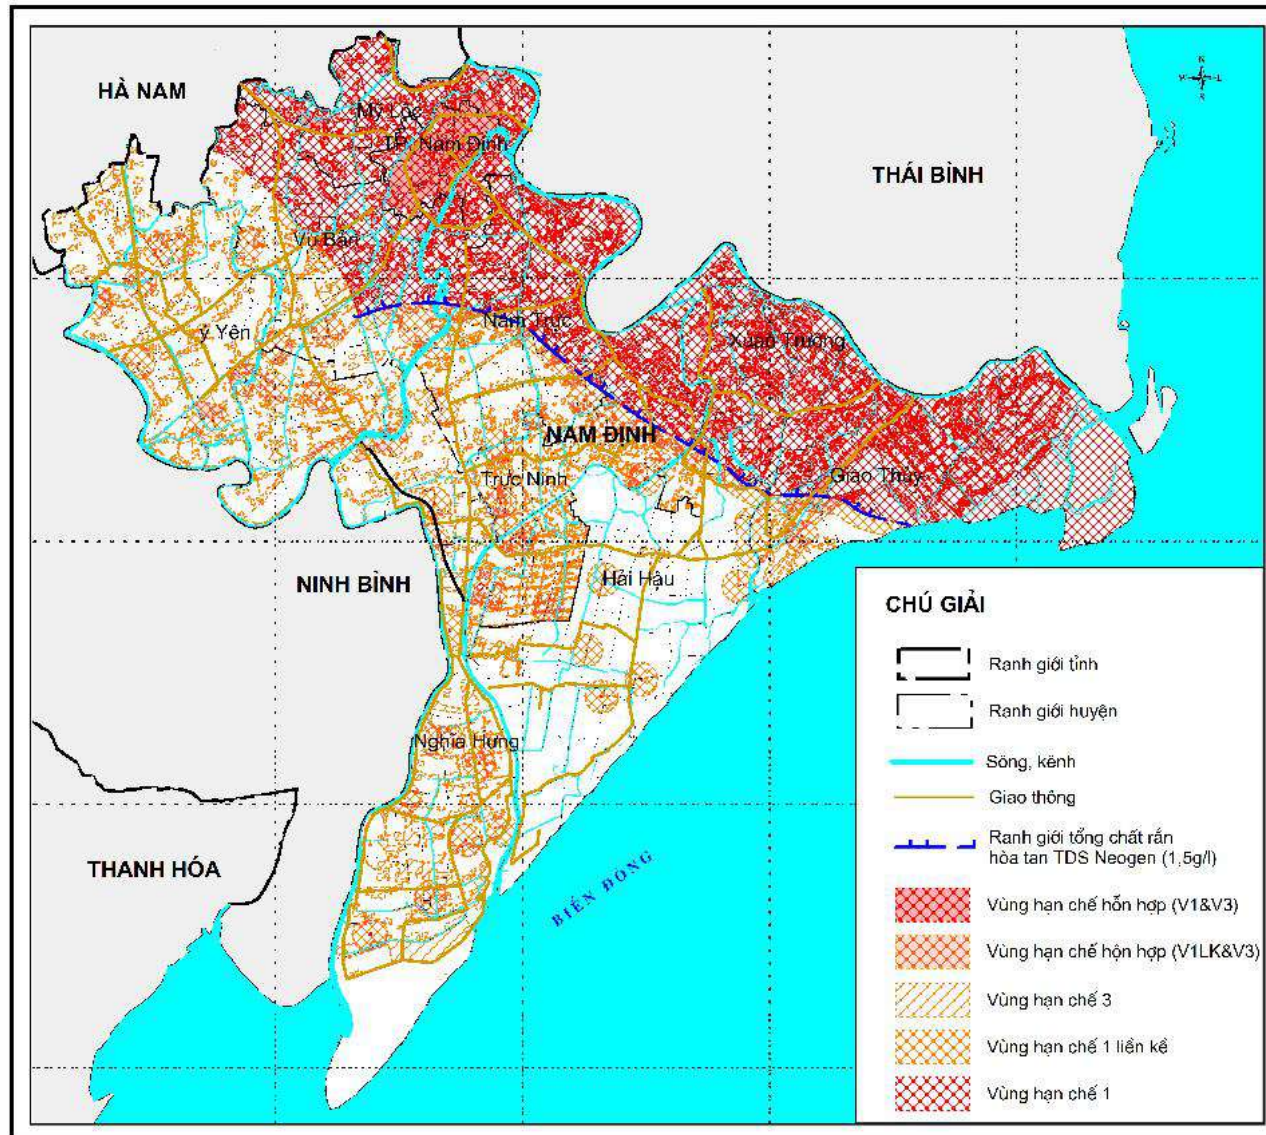 HÀ NAM
Mỹ Lộc
TP. Nam Định
THÁI BÌNH
Vụ Bản
Nam Trực
Xuân Trường
ý Yên
NAM ĐỊNH
Trực Ninh
Giao Thủy
NINH BÌNH
Hải Hậu
Nghĩa Hưng
THANH HÓA
BIỂN ĐÔNG
CHÚ GIẢI
Ranh giới tỉnh
Ranh giới huyện
Sông, kênh
Giao thông
Ranh giới tổng chất rắn
hòa tan TDS Neogen (1,5g/l)
Vùng hạn chế hỗn hợp (V1&V3)
Vùng hạn chế hộn hợp (V1LK&V3)
Vùng hạn chế 3
Vùng hạn chế 1 liền kề
Vùng hạn chế 1